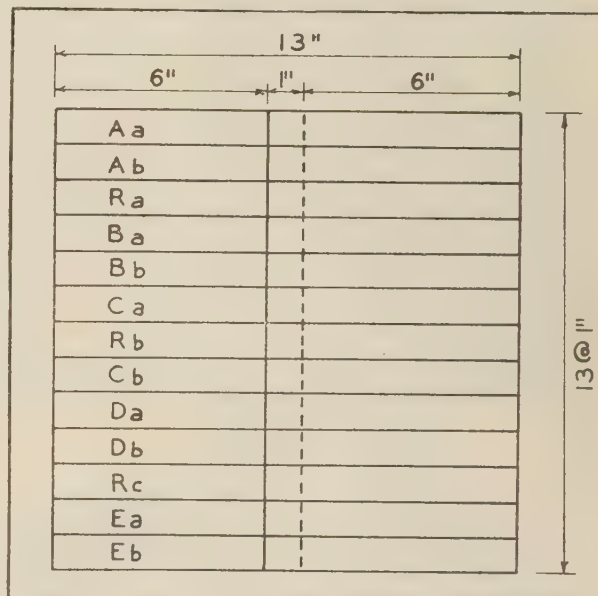 13"
6" 1" 6"
Aa
Ab
Ra
Ba
Bb
Ca
Rb
Cb
Da
Db
Rc
Ea
Eb
13 @ 1"